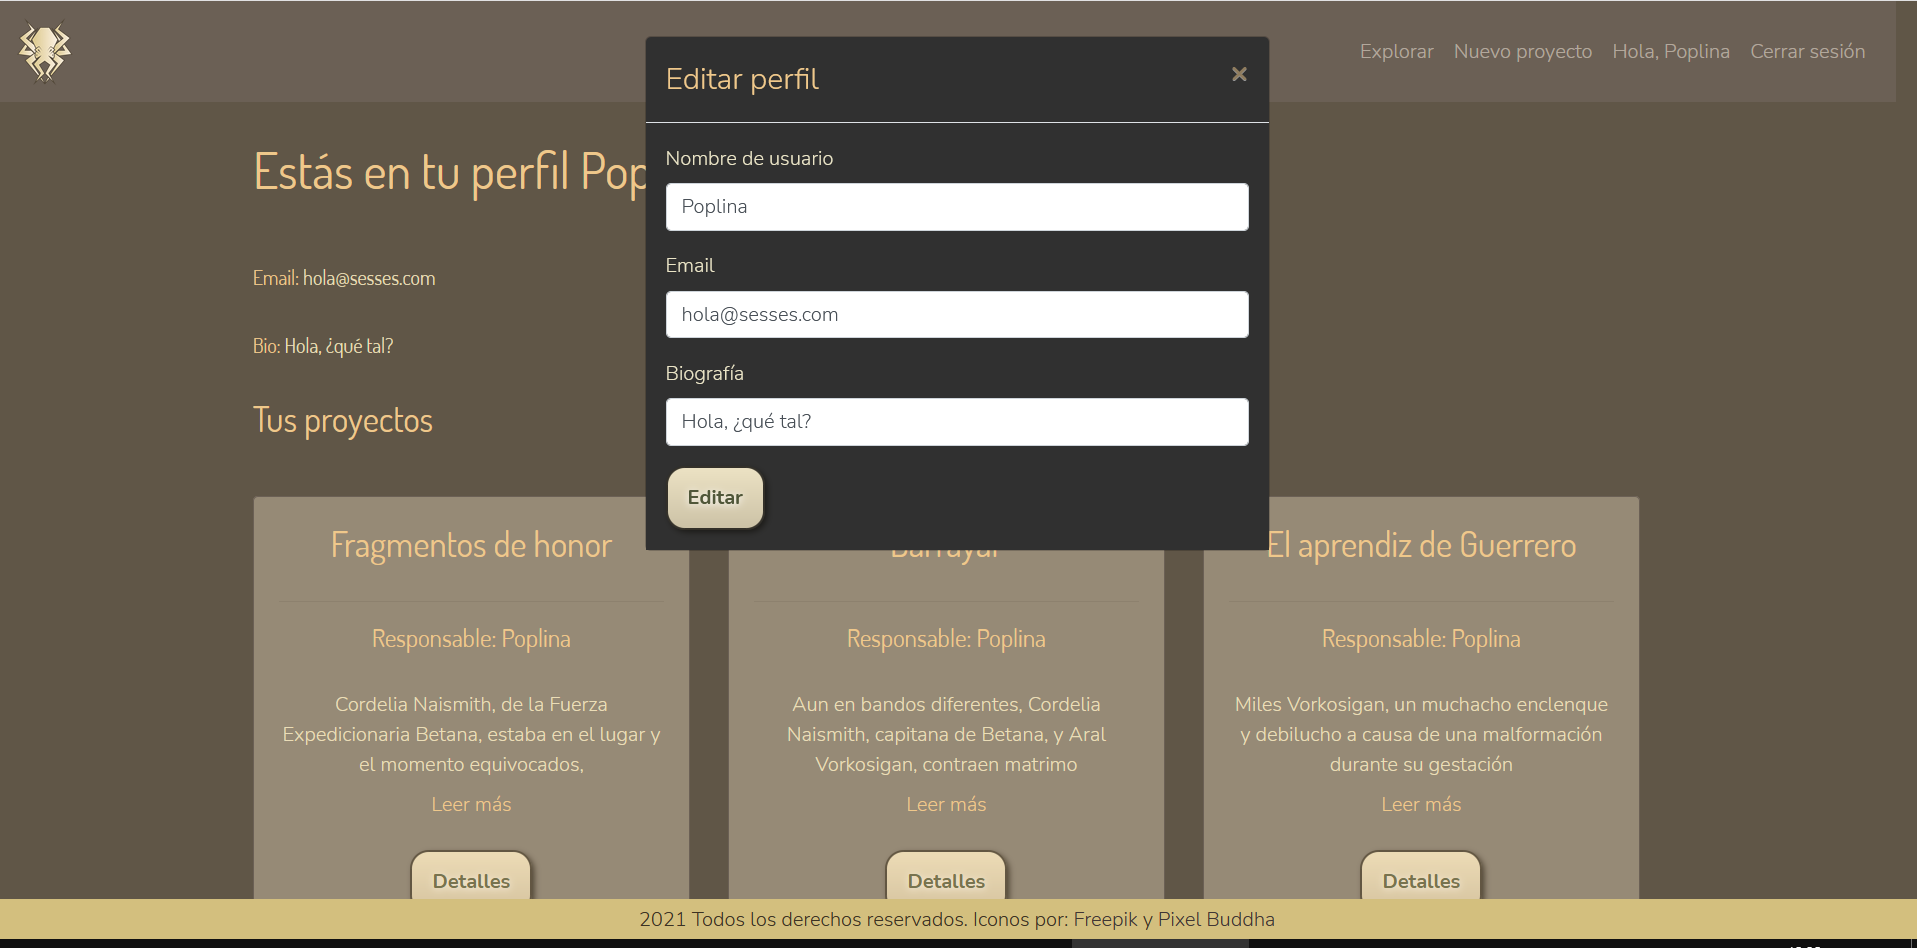 Explorar Nuevo proyecto Hola, Poplina Cerrar sesión
Editar perfil
×
Nombre de usuario
Poplina
Email
hola@sesses.com
Biografía
Hola, ¿qué tal?
Editar
Estás en tu perfil Pop
Email: hola@sesses.com
Bio: Hola, ¿qué tal?
Tus proyectos
Fragmentos de honor
Responsable: Poplina
Cordelia Naismith, de la Fuerza
Expedicionaria Betana, estaba en el lugar y
el momento equivocados,
Leer más
Detalles
Barrayar
Responsable: Poplina
Aun en bandos diferentes, Cordelia
Naismith, capitana de Betana, y Aral
Vorkosigan, contraen matrimo
Leer más
Detalles
El aprendiz de Guerrero
Responsable: Poplina
Miles Vorkosigan, un muchacho enclenque
y debilucho a causa de una malformación
durante su gestación
Leer más
Detalles
2021 Todos los derechos reservados. Iconos por: Freepik y Pixel Buddha